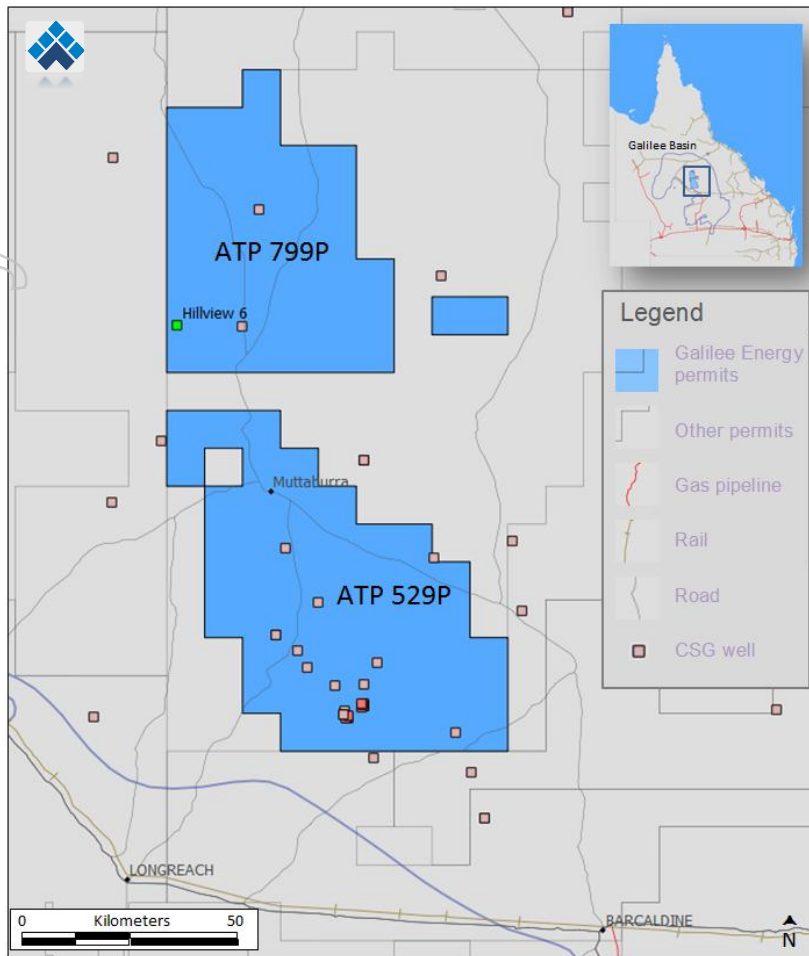 Galilee Basin
ATP 799P
Hillview 6
Legend
Galilee Energy
permits
Other permits
Gas pipeline
Rail
Road
CSG well
Muttaburra
ATP 529P
LONGREACH
BARCALDINE
0 Kilometers 50
N